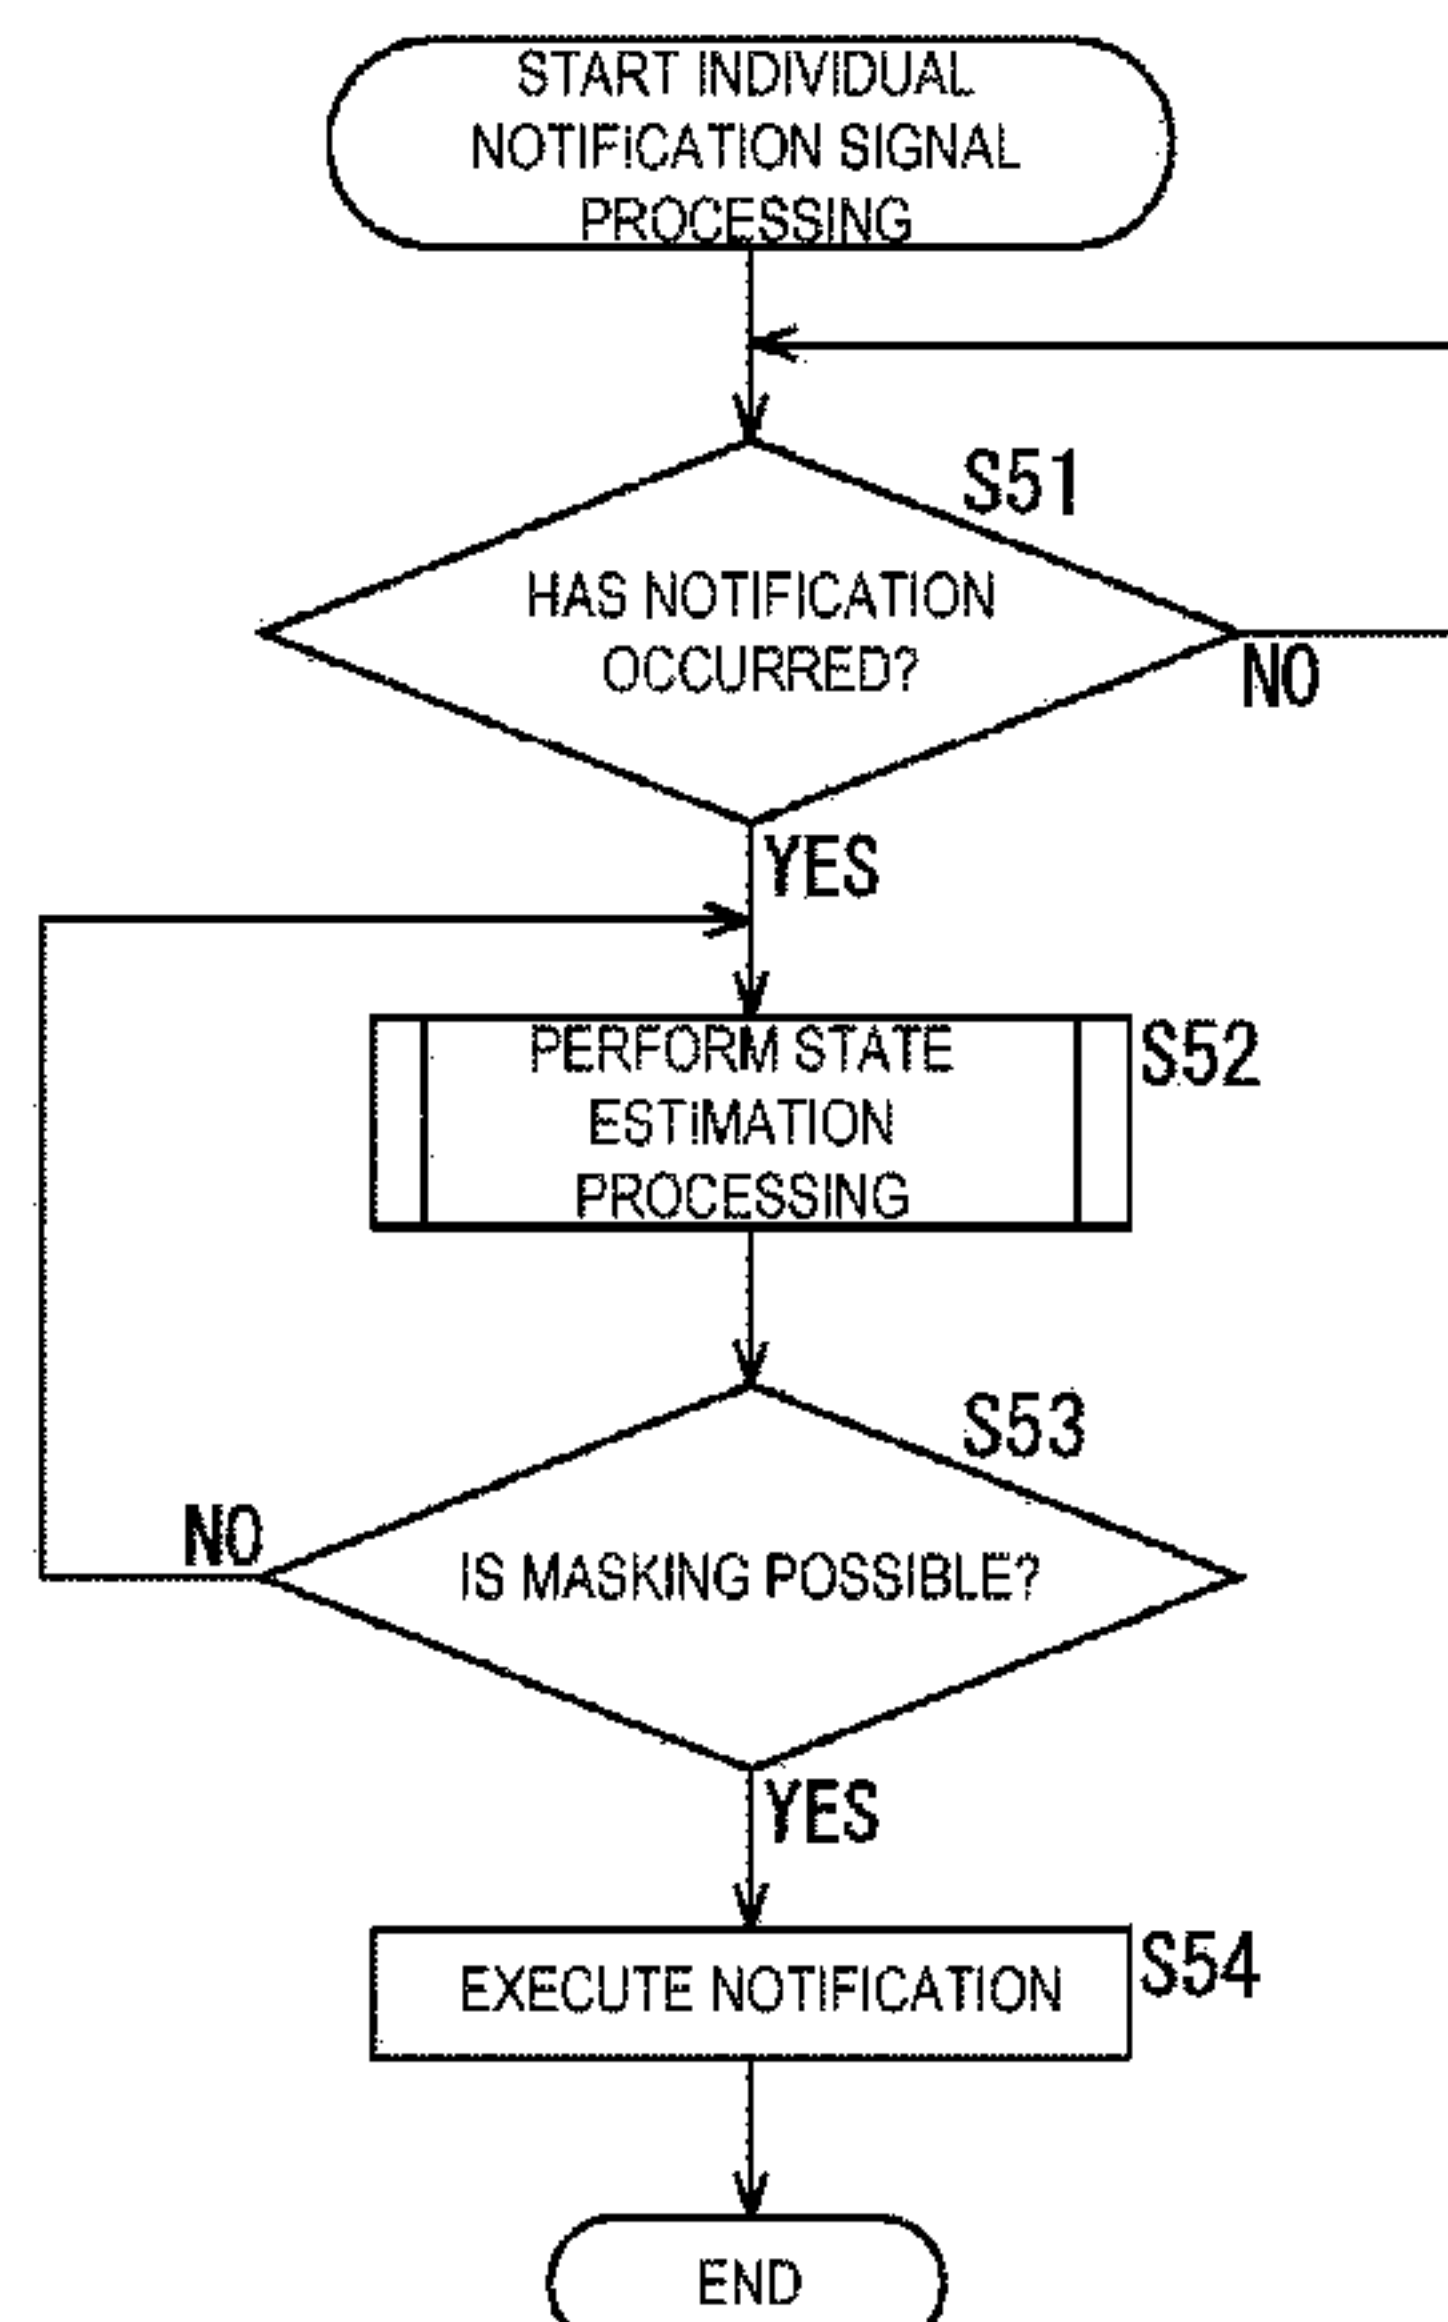 START INDIVIDUAL
NOTIFICATION SIGNAL
PROCESSING
S51
HAS NOTIFICATION
OCCURRED?
NO
YES
PERFORM STATE
ESTIMATION
PROCESSING
S52
S53
NO
IS MASKING POSSIBLE?
YES
EXECUTE NOTIFICATION
S54
END